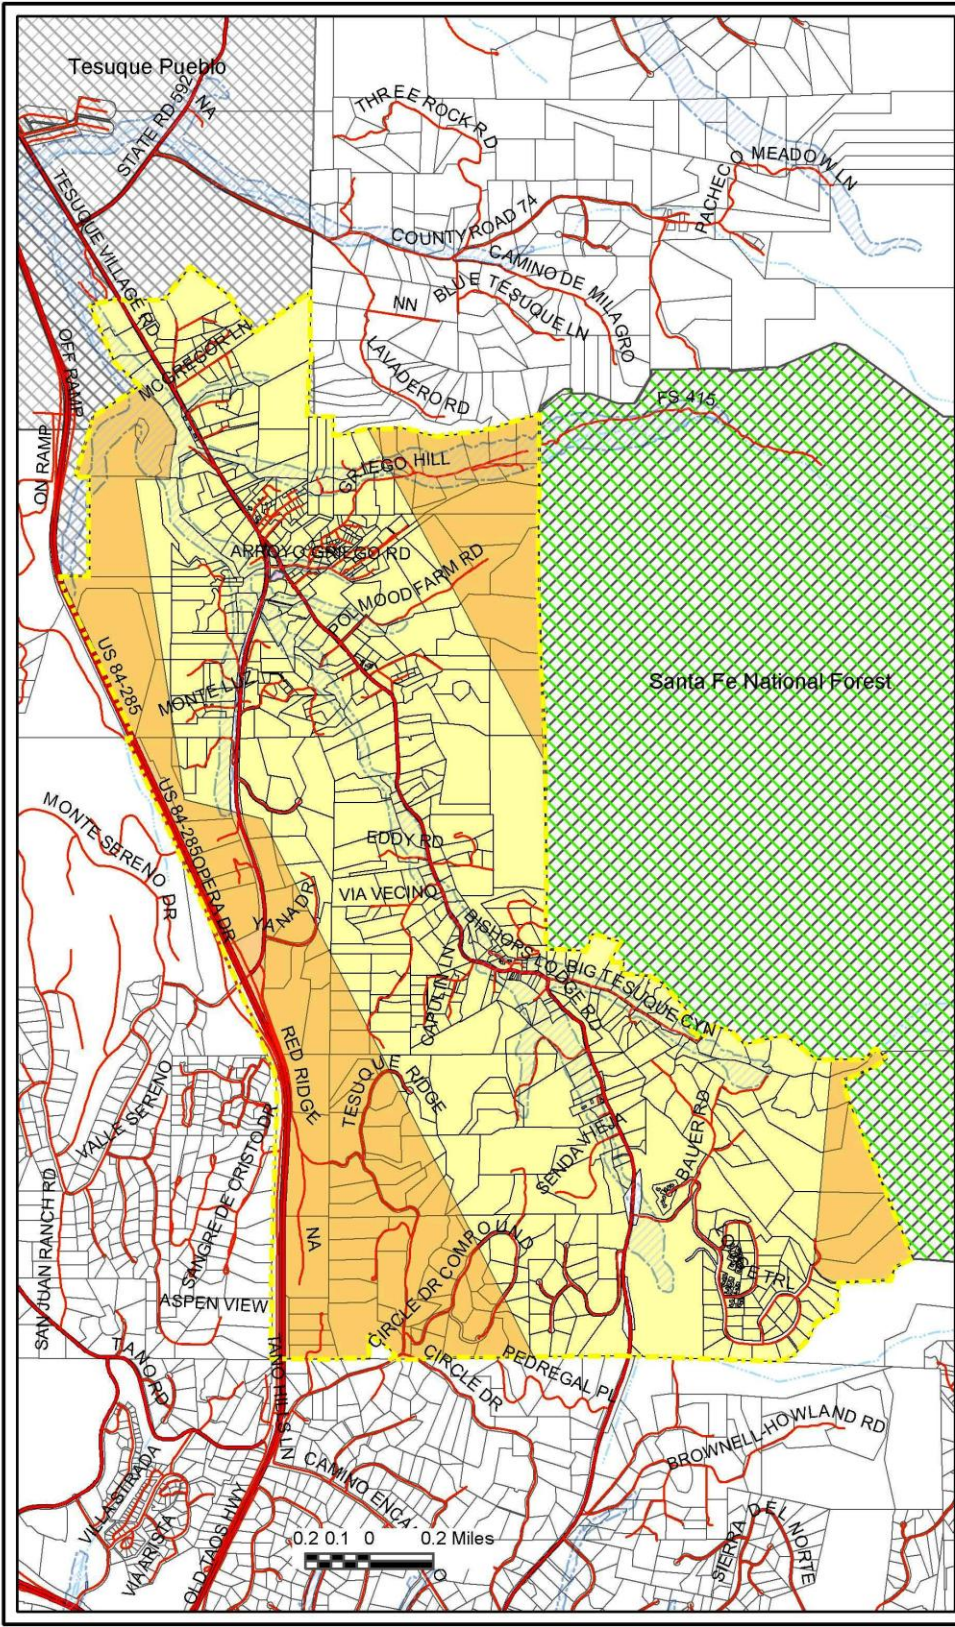 Tesuque Pueblo
STATE RD 592
NA
THREE ROCK RD
PACHECO
MEADOW LN
TESUQUE VILLAGE RD
COUNTY ROAD 74
CAMINO DE MILAGRO
BLUE TESUQUE LN
NN
OFF RAMP
MCGREGOR LN
LAVADERO RD
FS 415
ON RAMP
GRIEGO HILL
ARROYO GRIEGO RD
POLMOOD FARM RD
US 84-285
MONTE LUZ
Santa Fe National Forest
US 84-285
OPERA DR
MONTE SERENO DR
EDDY RD
VIA VECINO
YANA DR
BISHOPS LODGE RD
BIG TESUQUE CYN
CAPULIN LN
RED RIDGE
TESUQUE RIDGE
VALLE SERENO
SENDA VIEJA
BAUER RD
SAN JUAN RANCH RD
SANGRE DE CRISTO DR
NA
LODGE TRL
CIRCLE DR COMPOUND
ASPEN VIEW
TANO RD
TANO HILLS LN
CIRCLE DR
REDREGAL PL
BROWNELL-HOWLAND RD
VILLA STRADA
VIA ARISTA
OLD TAOS HWY
CAMINO ENCA
O
SIERRA DEL NORTE
0.2 0.1 0 0.2 Miles